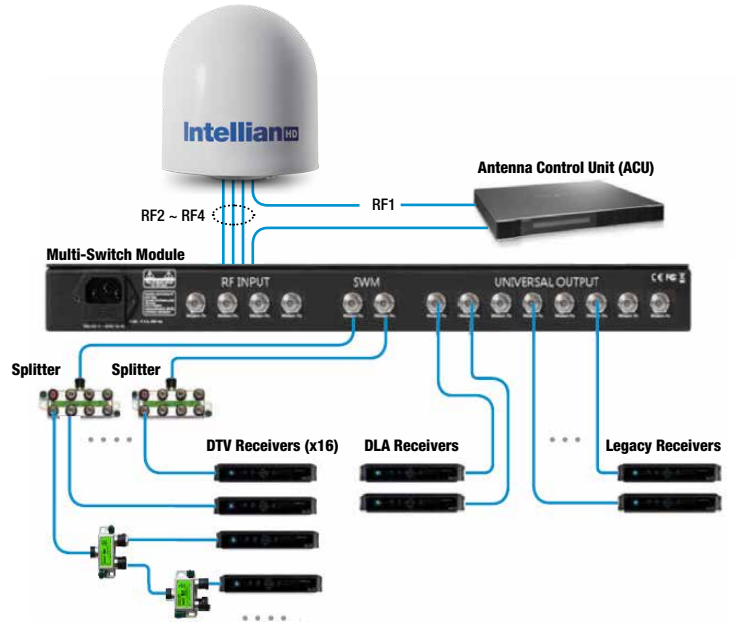 Intellian HD
Antenna Control Unit (ACU)
RF1
RF2 ~ RF4
Multi-Switch Module
RF INPUT
SWM
UNIVERSAL OUTPUT
Splitter
Splitter
DTV Receivers (x16)
DLA Receivers
Legacy Receivers